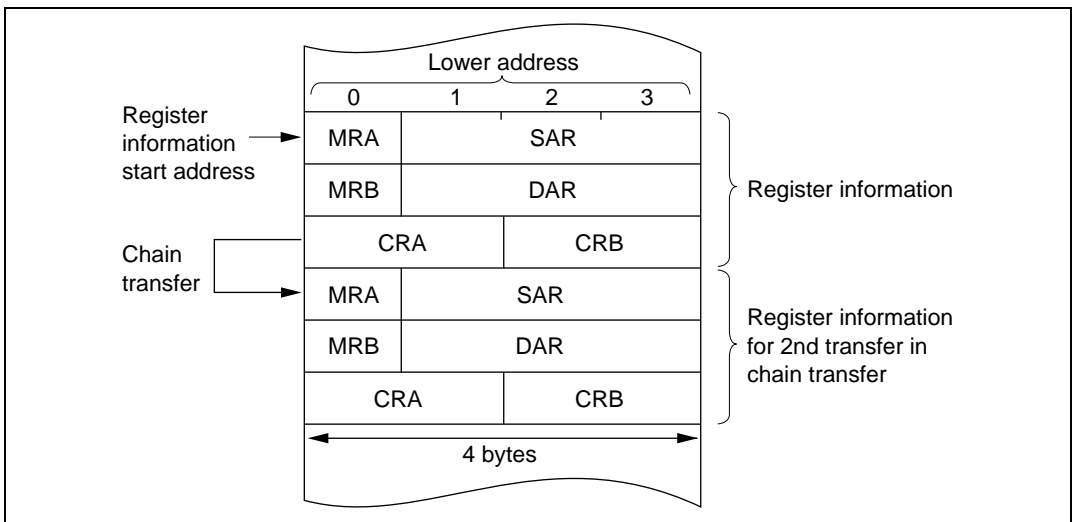 Lower address
0 1 2 3
Register
information
start address
MRA SAR
MRB DAR
Register information
CRA CRB
Chain
transfer
MRA SAR
MRB DAR
Register information
for 2nd transfer in
chain transfer
CRA CRB
4 bytes